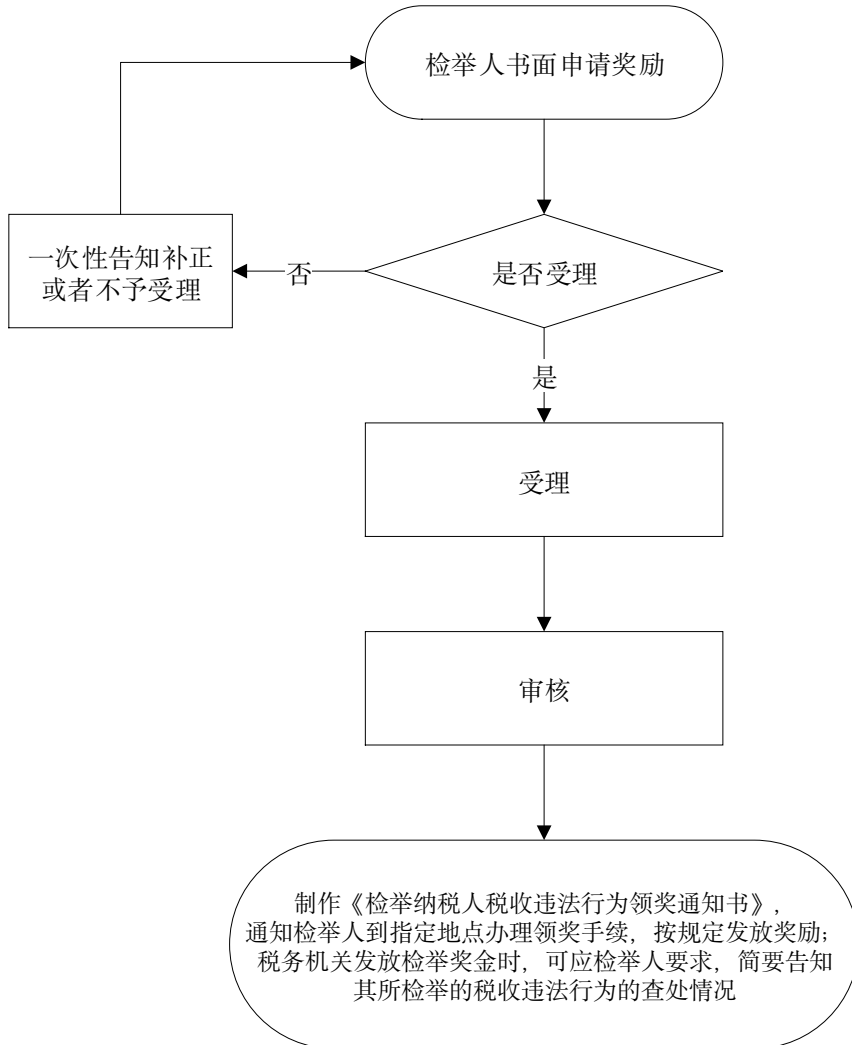 检举人书面申请奖励
一次性告知补正
或者不予受理
否
是否受理
是
受理
审核
制作《检举纳税人税收违法行为领奖通知书》，
通知检举人到指定地点办理领奖手续，按规定发放奖励；
税务机关发放检举奖金时，可应检举人要求，简要告知
其所检举的税收违法行为的查处情况